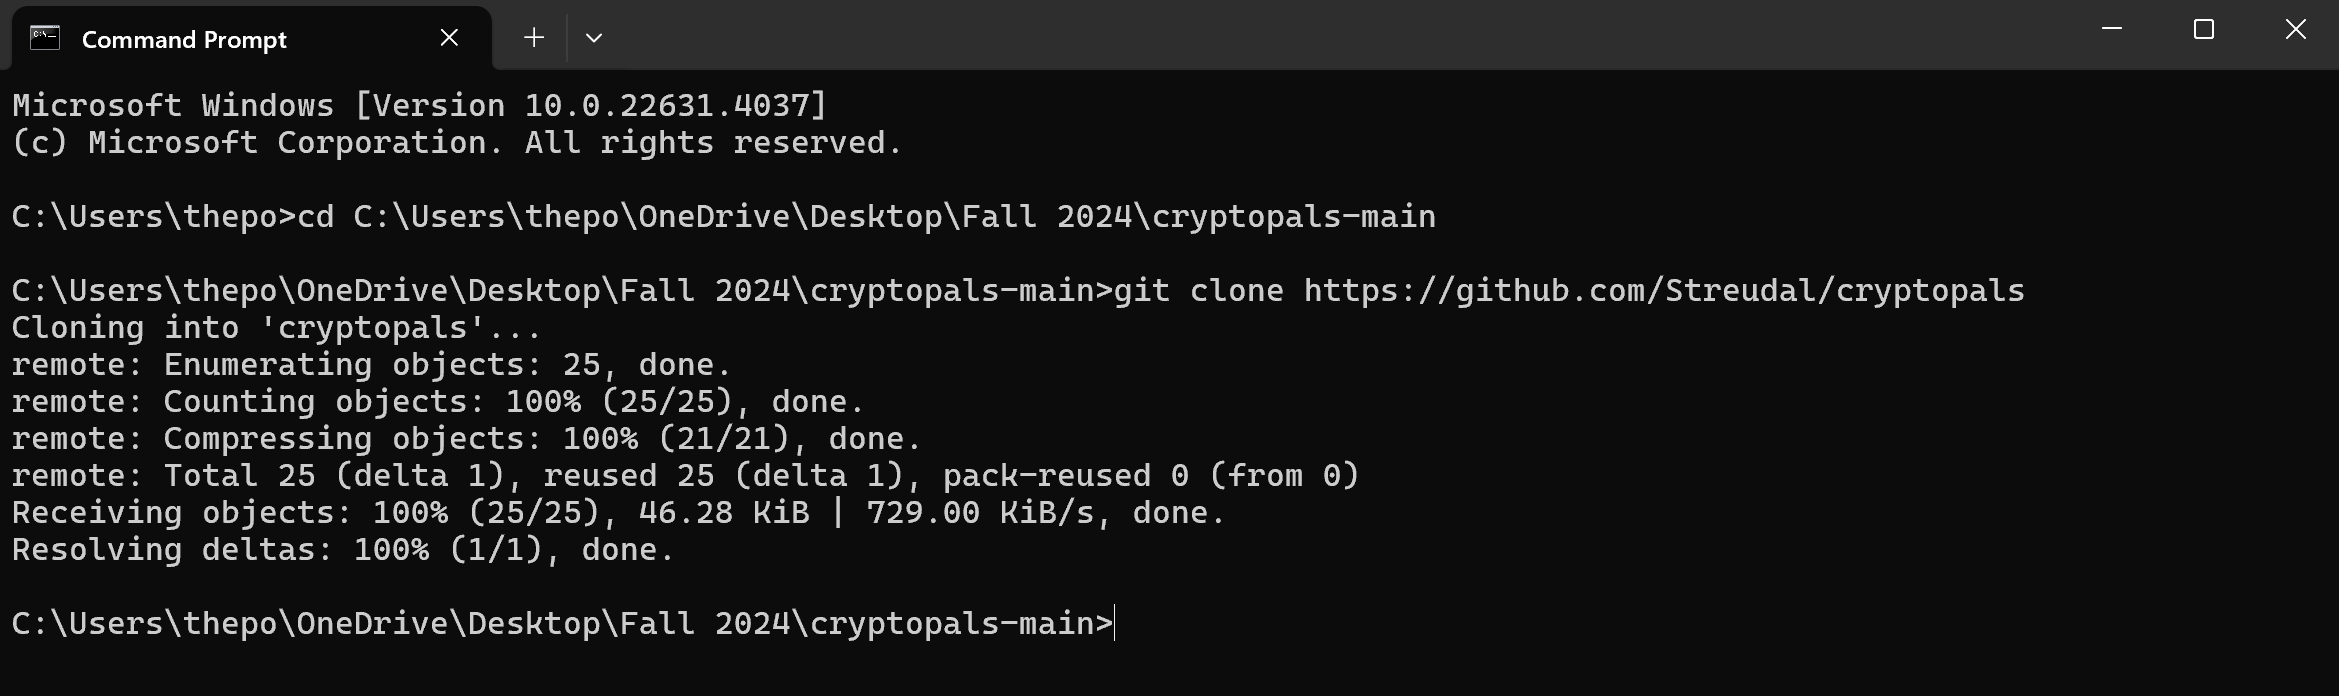 Command Prompt
Microsoft Windows [Version 10.0.22631.4037]
(c) Microsoft Corporation. All rights reserved.
C:\Users\thepo>cd C:\Users\thepo\OneDrive\Desktop\Fall 2024\cryptopals-main
C:\Users\thepo\OneDrive\Desktop\Fall 2024\cryptopals-main>git clone https://github.com/Streudal/cryptopals
Cloning into 'cryptopals'...
remote: Enumerating objects: 25, done.
remote: Counting objects: 100% (25/25), done.
remote: Compressing objects: 100% (21/21), done.
remote: Total 25 (delta 1), reused 25 (delta 1), pack-reused 0 (from 0)
Receiving objects: 100% (25/25), 46.28 KiB | 729.00 KiB/s, done.
Resolving deltas: 100% (1/1), done.
C:\Users\thepo\OneDrive\Desktop\Fall 2024\cryptopals-main>